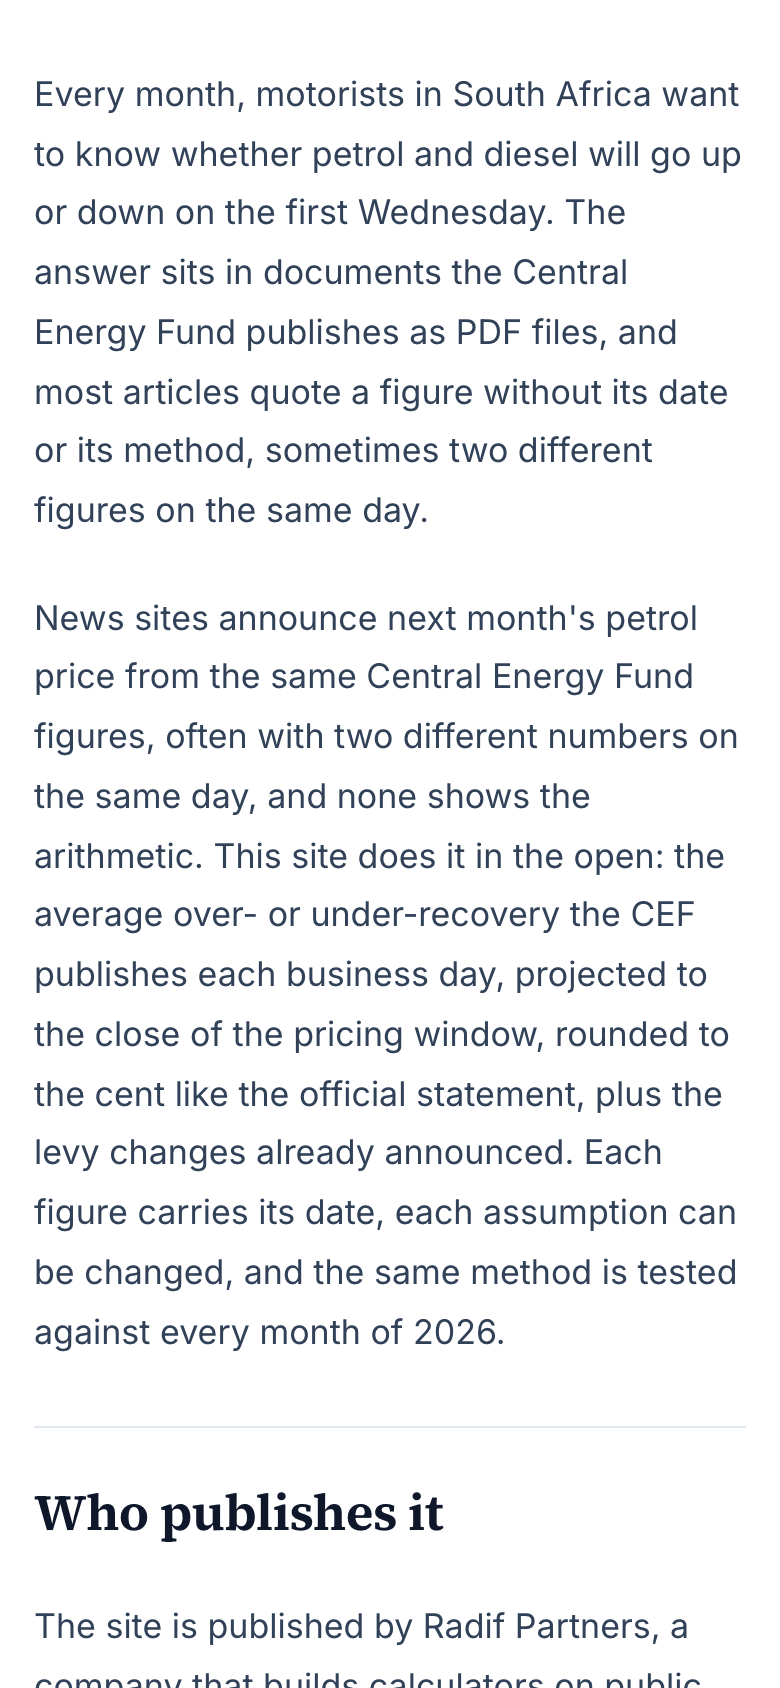 Every month, motorists in South Africa want
to know whether petrol and diesel will go up
or down on the first Wednesday. The
answer sits in documents the Central
Energy Fund publishes as PDF files, and
most articles quote a figure without its date
or its method, sometimes two different
figures on the same day.
News sites announce next month's petrol
price from the same Central Energy Fund
figures, often with two different numbers on
the same day, and none shows the
arithmetic. This site does it in the open: the
average over- or under-recovery the CEF
publishes each business day, projected to
the close of the pricing window, rounded to
the cent like the official statement, plus the
levy changes already announced. Each
figure carries its date, each assumption can
be changed, and the same method is tested
against every month of 2026.
Who publishes it
The site is published by Radif Partners, a
company that builds calculators on public